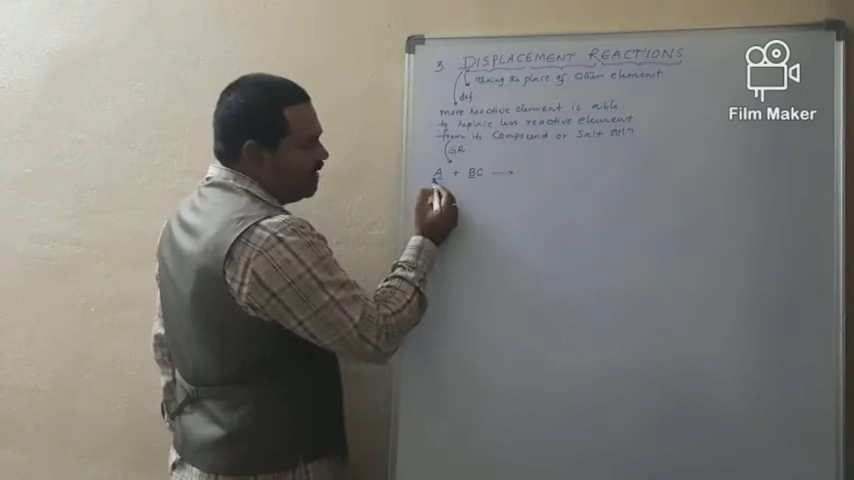 3. DISPLACEMENT REACTIONS
Taking the place of Other element
def
more reactive element is able
to replace less reactive element
from its Compound or Salt solⁿ
GR
A + BC →
Film Maker